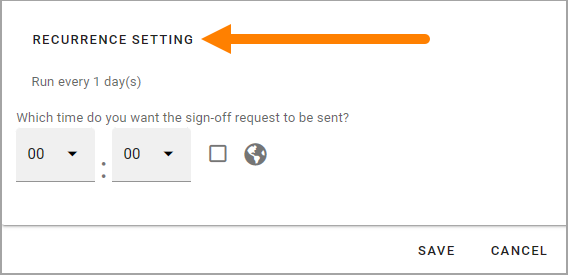 RECURRENCE SETTING
Run every 1 day(s)
Which time do you want the sign-off request to be sent?
00 : 00
SAVE CANCEL